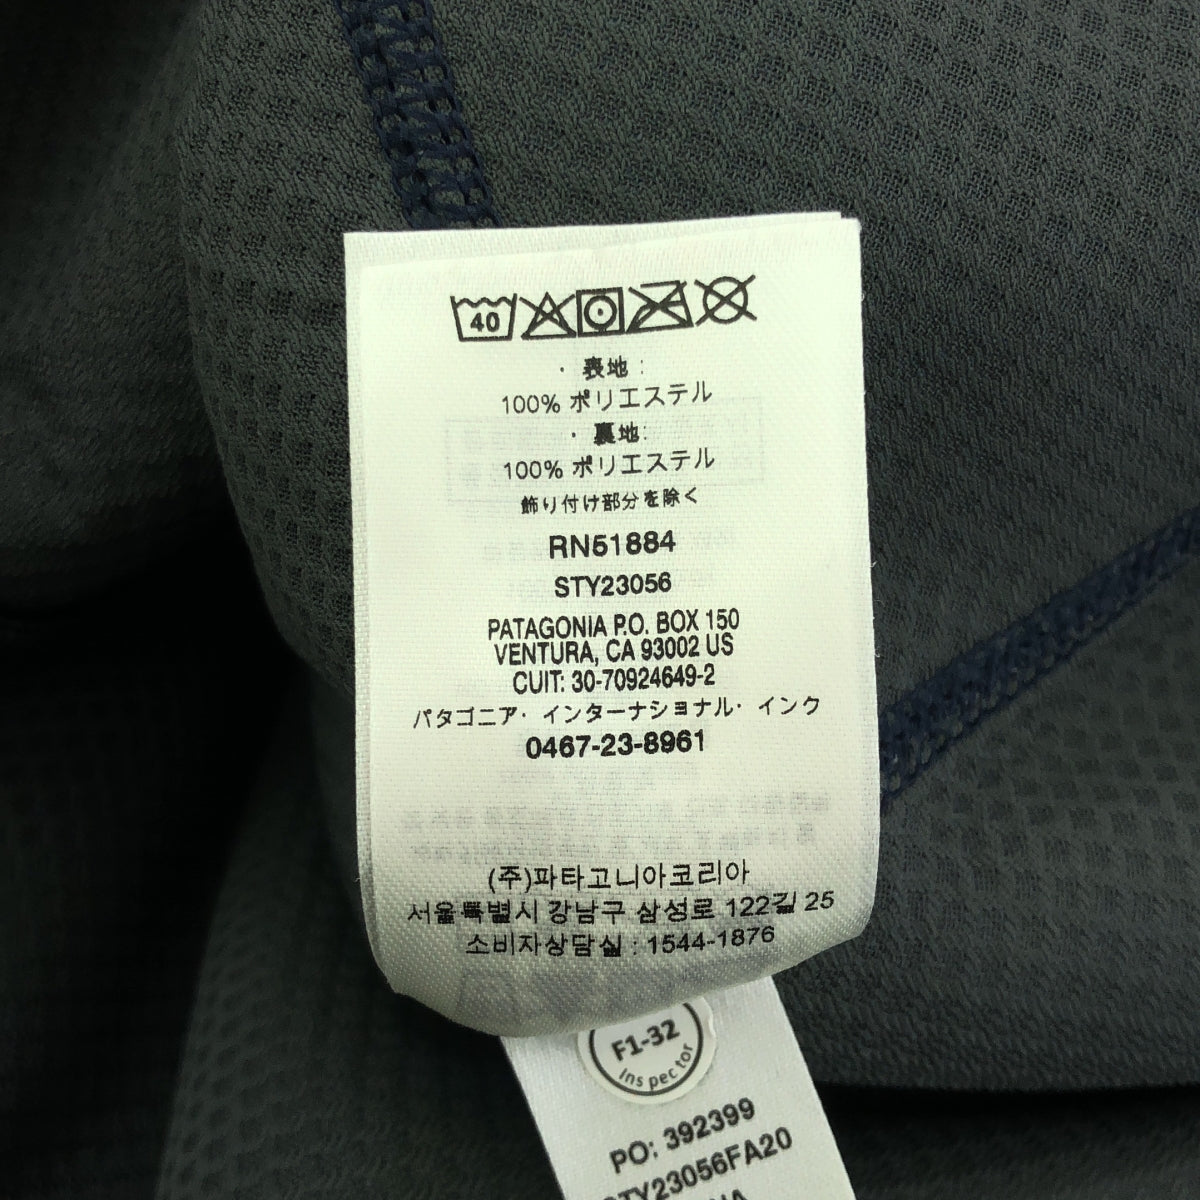 40
・ 表地 :
100% ポリエステル
・ 裏地:
100% ポリエステル
飾り付け部分を除く
RN51884
STY23056
PATAGONIA P.O. BOX 150
VENTURA, CA 93002 US
CUIT: 30-70924649-2
パタゴニア・ インターナショナル・ インク
0467-23-8961
(주)파타고니아코리아
서울특별시 강남구 삼성로 122길 25
소비자상담실 : 1544-1876
F1-32
Ins pec tor
PO: 392399
STY23056FA20